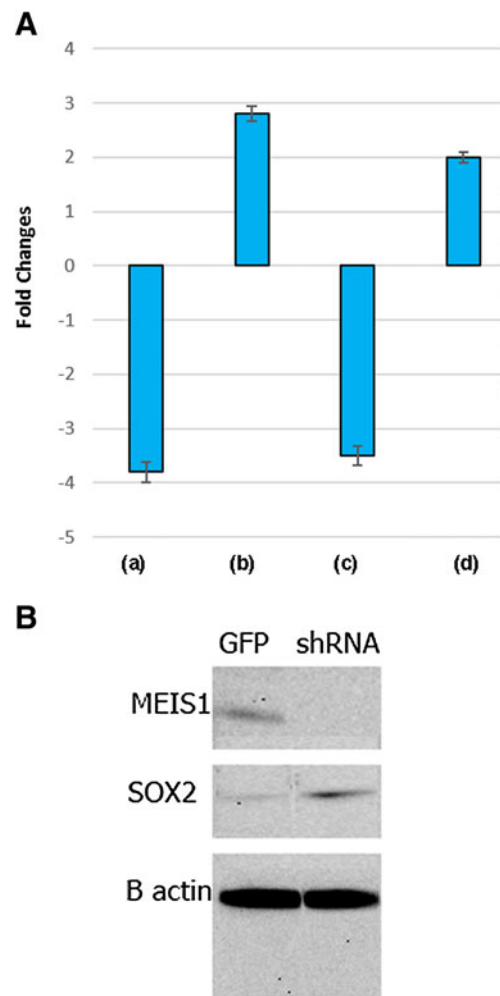 A
4
3
2
1
0
-1
-2
-3
-4
-5
Fold Changes
(a) (b) (c) (d)
B
GFP shRNA
MEIS1
SOX2
B actin